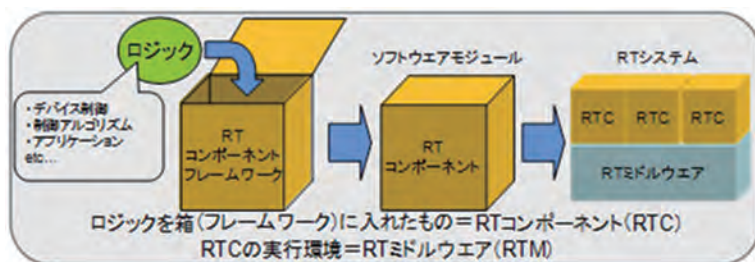 ロジック
・デバイス制御
・制御アルゴリズム
・アプリケーション
etc...
RT
コンポーネント
フレームワーク
ソフトウエアモジュール
RT
コンポーネント
RTシステム
RTC RTC RTC
RTミドルウエア
ロジックを箱(フレームワーク)に入れたもの=RTコンポーネント(RTC)
RTCの実行環境=RTミドルウエア(RTM)